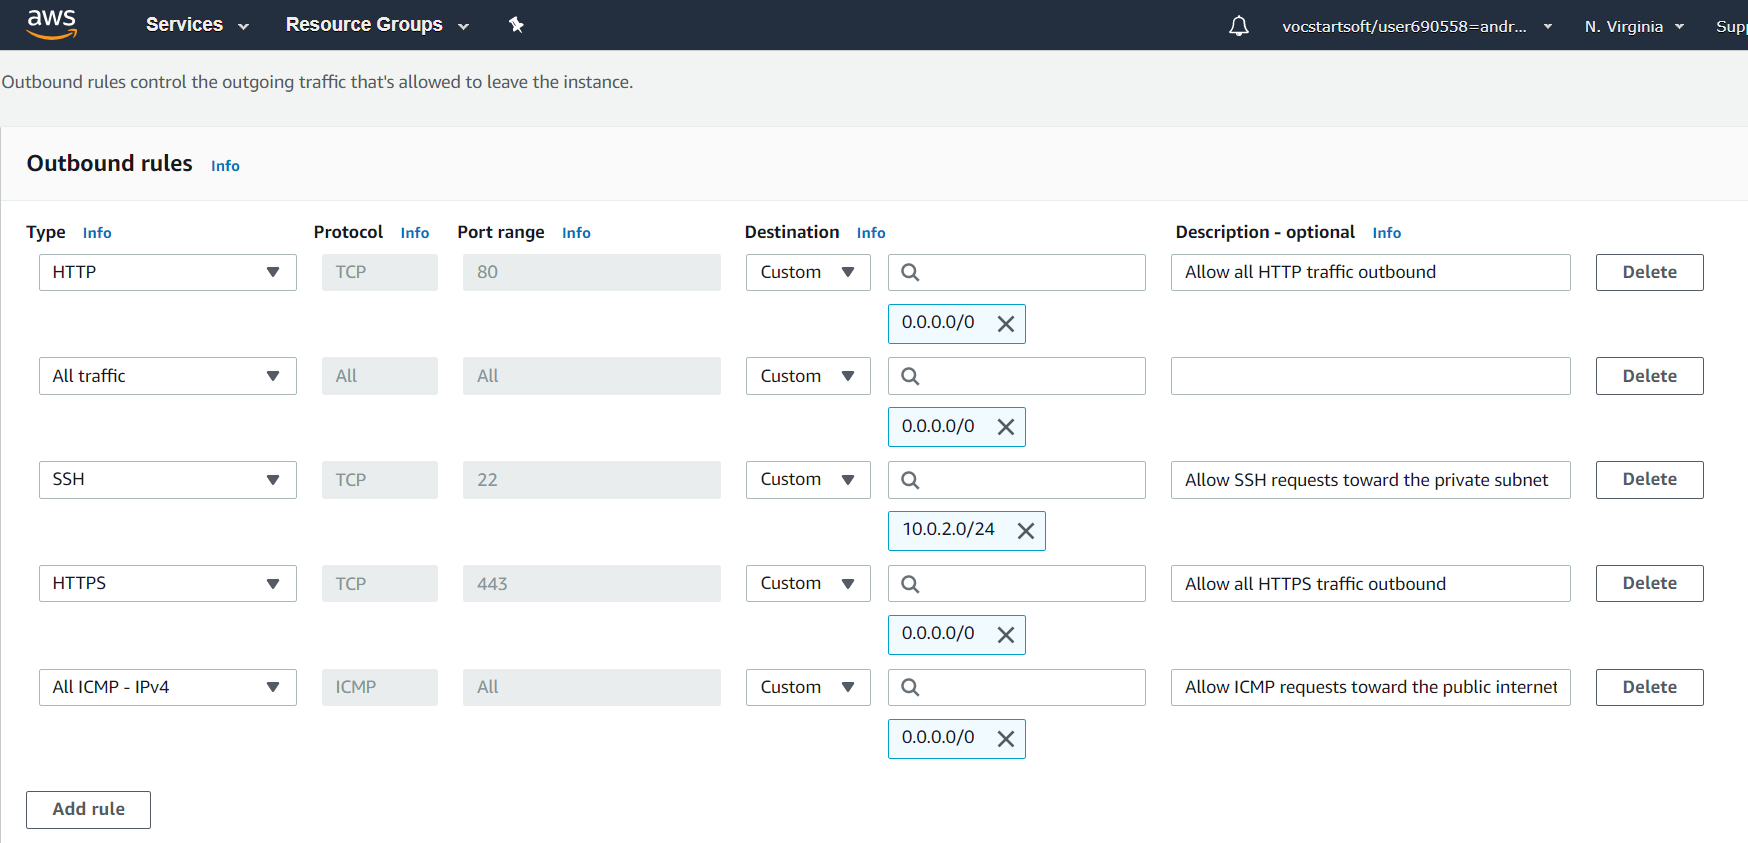 aws Services Resource Groups vocstartsoft/user690558=andr... N. Virginia Supp
Outbound rules control the outgoing traffic that's allowed to leave the instance.
Outbound rules Info
Type Info Protocol Info Port range Info Destination Info Description - optional Info
HTTP TCP 80 Custom Allow all HTTP traffic outbound Delete
0.0.0.0/0
All traffic All All Custom Delete
0.0.0.0/0
SSH TCP 22 Custom Allow SSH requests toward the private subnet Delete
10.0.2.0/24
HTTPS TCP 443 Custom Allow all HTTPS traffic outbound Delete
0.0.0.0/0
All ICMP - IPv4 ICMP All Custom Allow ICMP requests toward the public internet Delete
0.0.0.0/0
Add rule